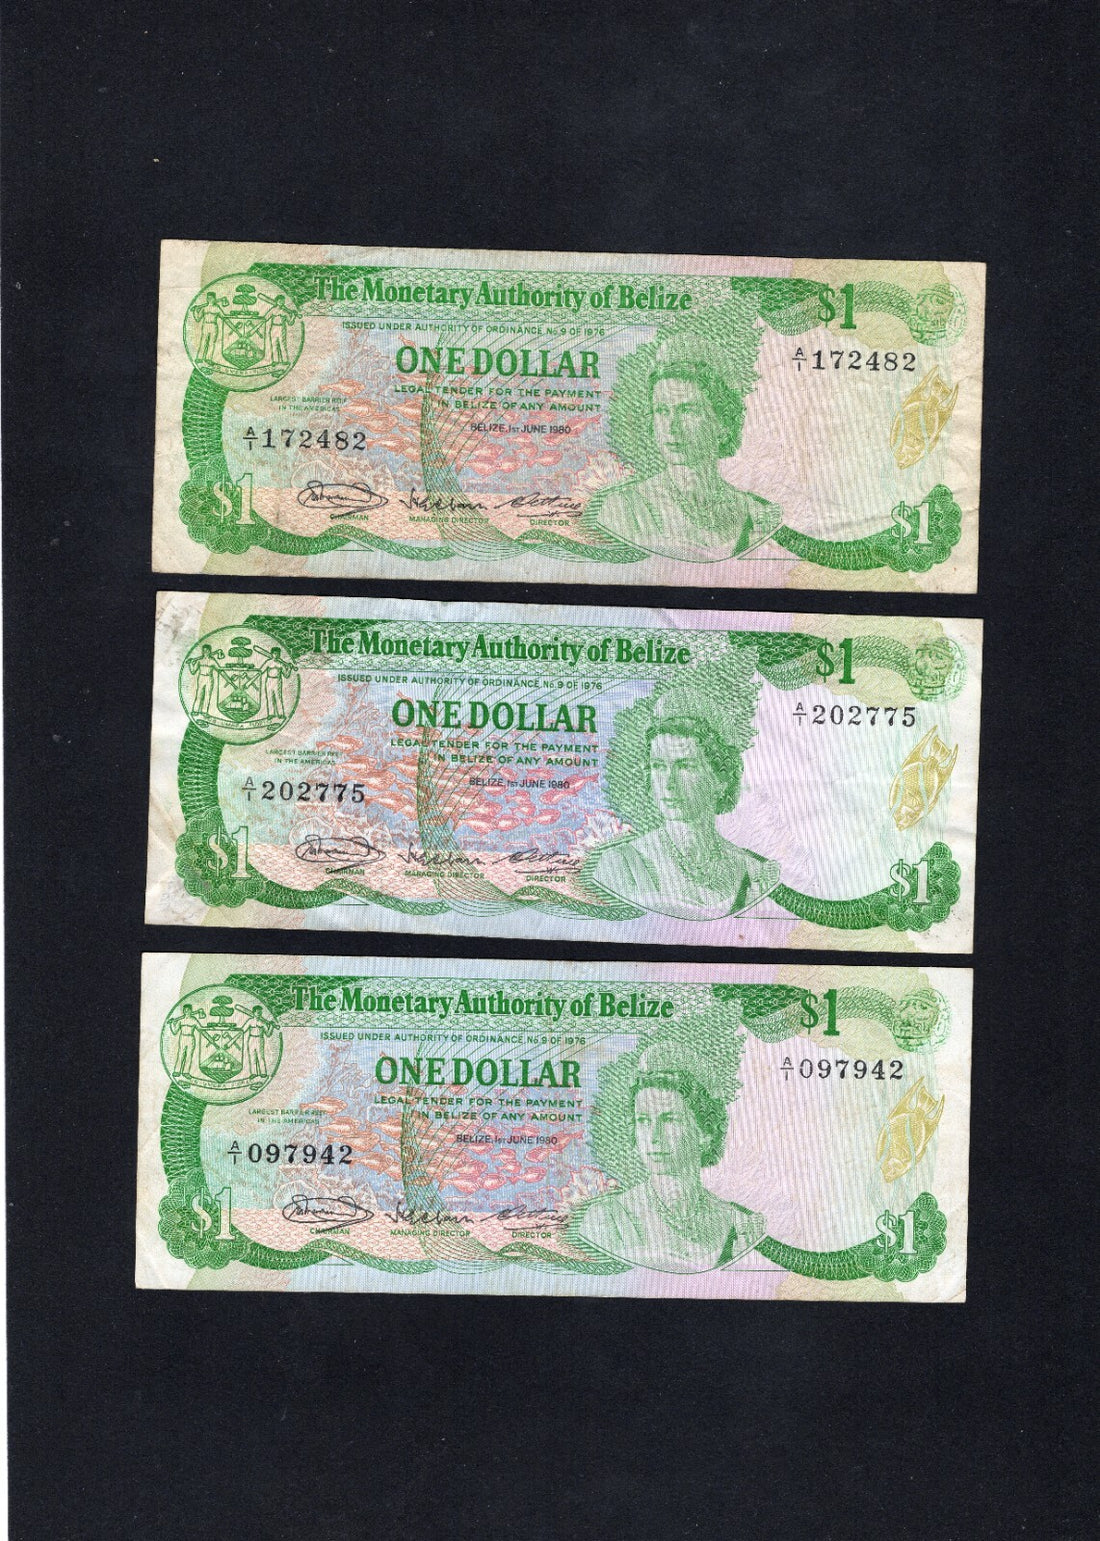 The Monetary Authority of Belize $1
ISSUED UNDER AUTHORITY OF ORDINANCE No. 9 OF 1976
ONE DOLLAR A/1 172482
LEGAL TENDER FOR THE PAYMENT
IN BELIZE OF ANY AMOUNT
LARGEST BARRIER REEF
IN THE AMERICAS
BELIZE, 1ST JUNE 1980
A/1 172482
$1 $1
CHAIRMAN MANAGING DIRECTOR DIRECTOR
The Monetary Authority of Belize $1
ISSUED UNDER AUTHORITY OF ORDINANCE No. 9 OF 1976
ONE DOLLAR A/1 202775
LEGAL TENDER FOR THE PAYMENT
IN BELIZE OF ANY AMOUNT
LARGEST BARRIER REEF
IN THE AMERICAS
BELIZE, 1ST JUNE 1980
A/1 202775
$1 $1
CHAIRMAN MANAGING DIRECTOR DIRECTOR
The Monetary Authority of Belize $1
ISSUED UNDER AUTHORITY OF ORDINANCE No. 9 OF 1976
ONE DOLLAR A/1 097942
LEGAL TENDER FOR THE PAYMENT
IN BELIZE OF ANY AMOUNT
LARGEST BARRIER REEF
IN THE AMERICAS
BELIZE, 1ST JUNE 1980
A/1 097942
$1 $1
CHAIRMAN MANAGING DIRECTOR DIRECTOR